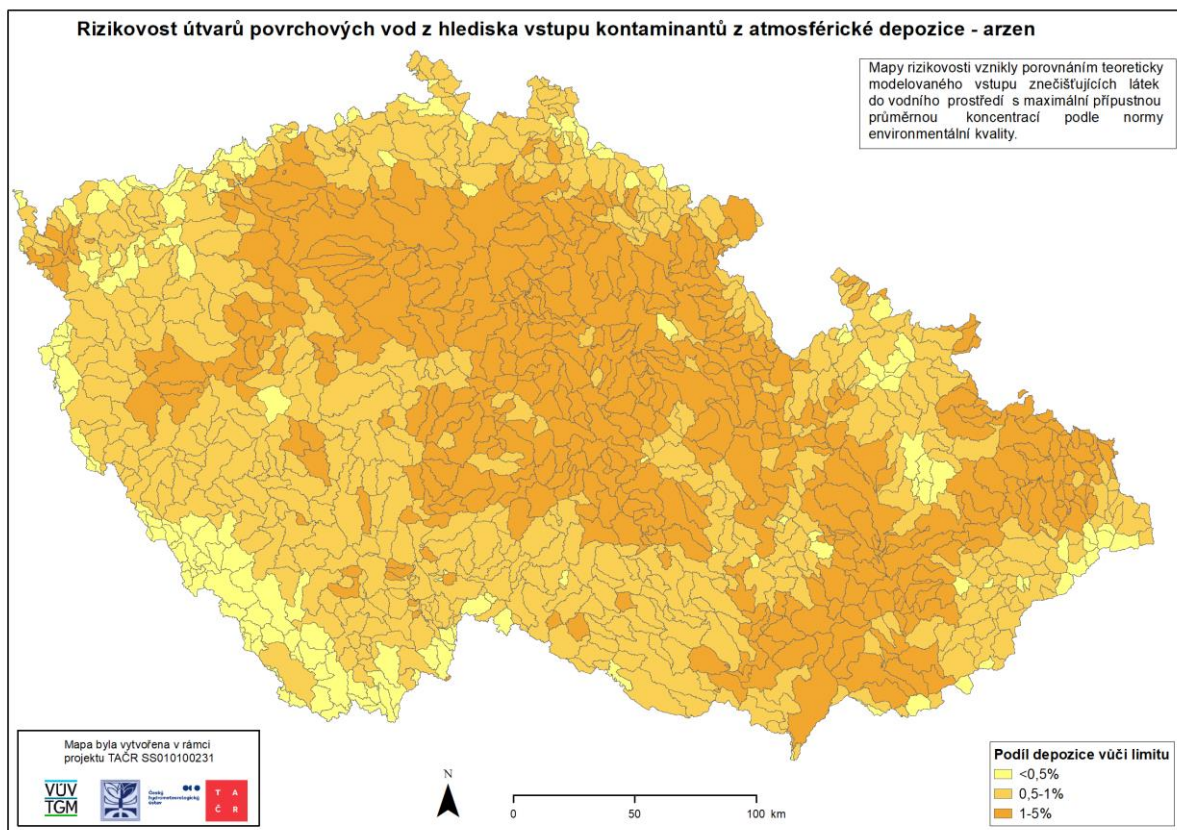 Rizikovost útvarů povrchových vod z hlediska vstupu kontaminantů z atmosférické depozice - arzen
Mapy rizikovosti vznikly porovnáním teoreticky
modelovaného vstupu znečišťujících látek
do vodního prostředí s maximální přípustnou
průměrnou koncentrací podle normy
environmentální kvality.
Mapa byla vytvořena v rámci
projektu TAČR SS010100231
VÚV
TGM
Český
hydrometeorologický
ústav
T A
Č R
N
0 50 100 km
Podíl depozice vůči limitu
<0,5%
0,5-1%
1-5%